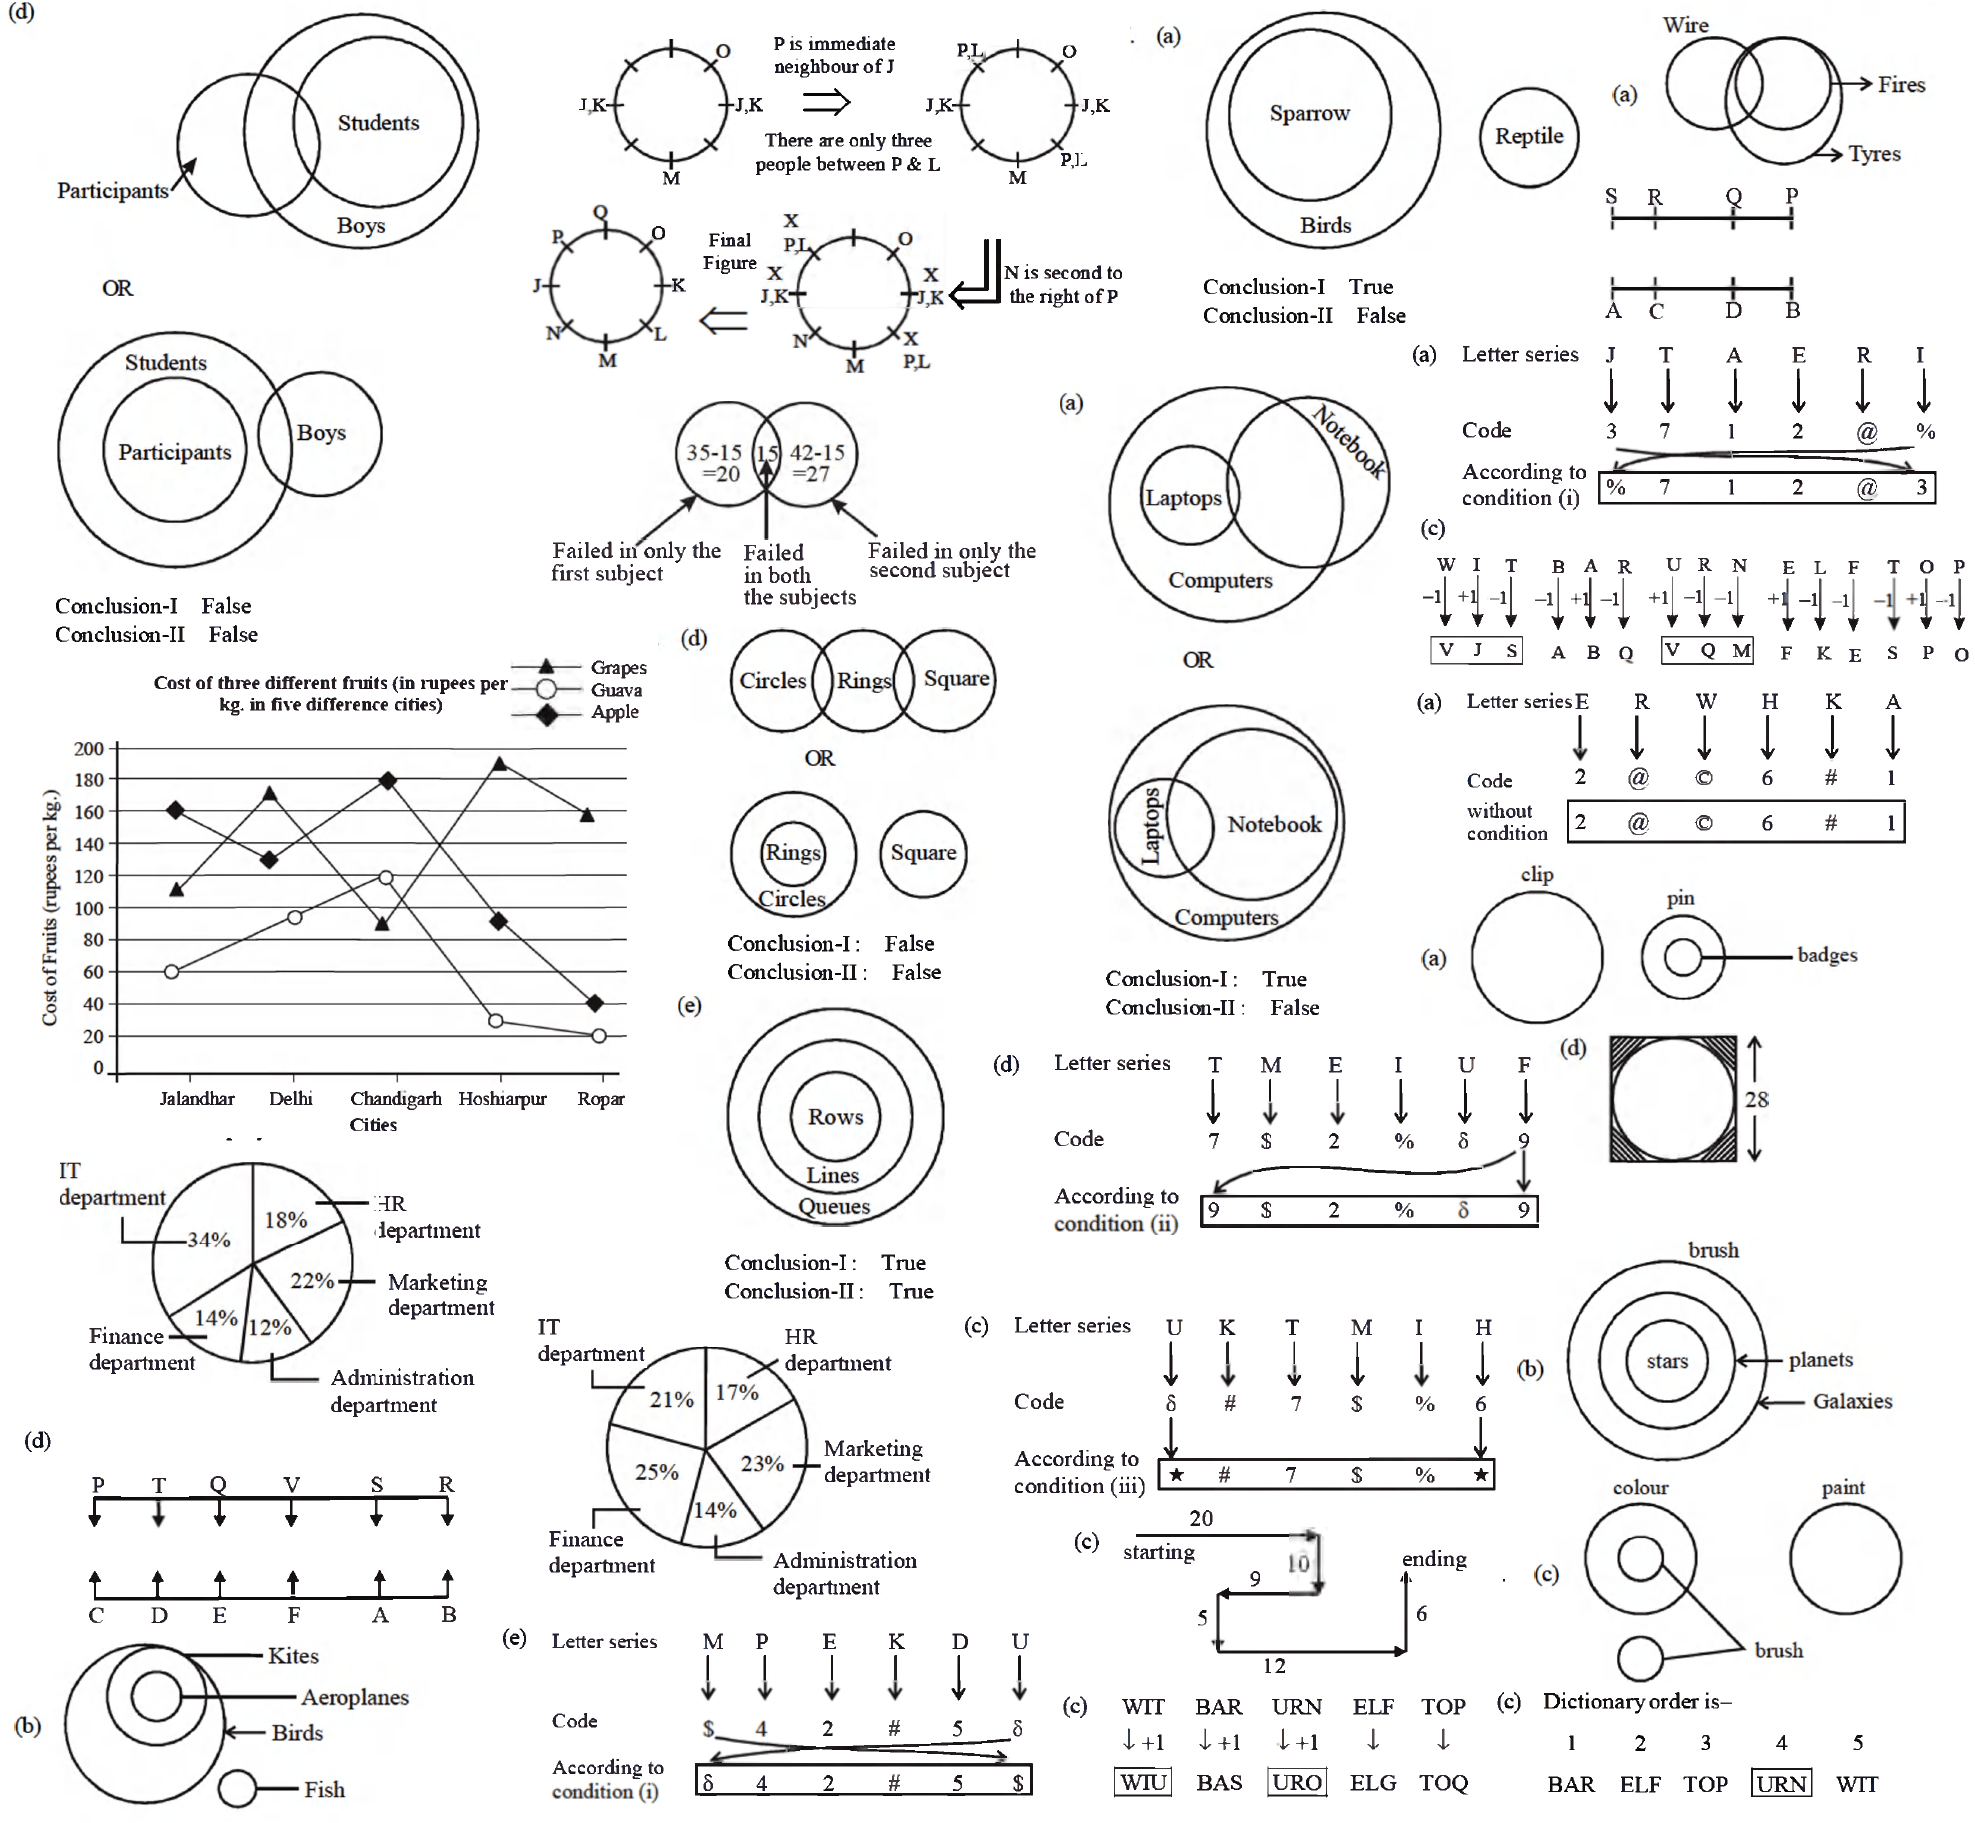 (d)
Students
Participants
Boys
OR
Students
Participants
Boys
Conclusion-I False
Conclusion-II False
O
J,K
J,K
M
P is immediate
neighbour of J
There are only three
people between P & L
P,L
O
J,K
J,K
P,L
M
Q
P
O
J
K
N
L
M
Final
Figure
X
P,L
O
X
J,K
X
J,K
N
X
M
P,L
N is second to
the right of P
35-15
=20
15
42-15
=27
Failed in only the
first subject
Failed
in both
the subjects
Failed in only the
second subject
(a)
Sparrow
Birds
Reptile
Conclusion-I True
Conclusion-II False
(a)
Wire
Fires
Tyres
S R Q P
A C D B
(a) Letter series J T A E R I
Code 3 7 1 2 @ %
According to
condition (i) % 7 1 2 @ 3
(a)
Laptops
Notebook
Computers
OR
Laptops
Notebook
Computers
Conclusion-I : True
Conclusion-II : False
(c)
W I T B A R U R N E L F T O P
−1 +1 −1 −1 +1 −1 +1 −1 −1 +1 −1 −1 −1 +1 −1
V J S A B Q V Q M F K E S P O
(a) Letter series E R W H K A
Code 2 @ © 6 # 1
without
condition 2 @ © 6 # 1
Cost of three different fruits (in rupees per
kg. in five difference cities)
Grapes
Guava
Apple
Cost of Fruits (rupees per kg.)
200
180
160
140
120
100
80
60
40
20
0
Jalandhar Delhi Chandigarh Hoshiarpur Ropar
Cities
(d)
Circles Rings Square
OR
Rings
Circles
Square
Conclusion-I : False
Conclusion-II : False
(e)
Rows
Lines
Queues
Conclusion-I : True
Conclusion-II : True
(a)
clip
pin
badges
(d)
28
(d) Letter series T M E I U F
Code 7 $ 2 % δ 9
According to
condition (ii) 9 $ 2 % δ 9
IT
department
34%
18%
HR
department
22%
Marketing
department
14%
Finance
department
12%
Administration
department
IT
department
21%
17%
HR
department
23%
Marketing
department
25%
Finance
department
14%
Administration
department
(c) Letter series U K T M I H
Code δ # 7 $ % 6
According to
condition (iii) ★ # 7 $ % ★
(b)
brush
stars
planets
Galaxies
(d)
P T Q V S R
C D E F A B
(c)
20
starting
10
9
5
12
6
ending
(c)
colour
paint
brush
(b)
Kites
Aeroplanes
Birds
Fish
(e) Letter series M P E K D U
Code $ 4 2 # 5 δ
According to
condition (i) δ 4 2 # 5 $
(c) WIT BAR URN ELF TOP
↓+1 ↓+1 ↓+1 ↓ ↓
WIU BAS URO ELG TOQ
(c) Dictionary order is–
1 2 3 4 5
BAR ELF TOP URN WIT